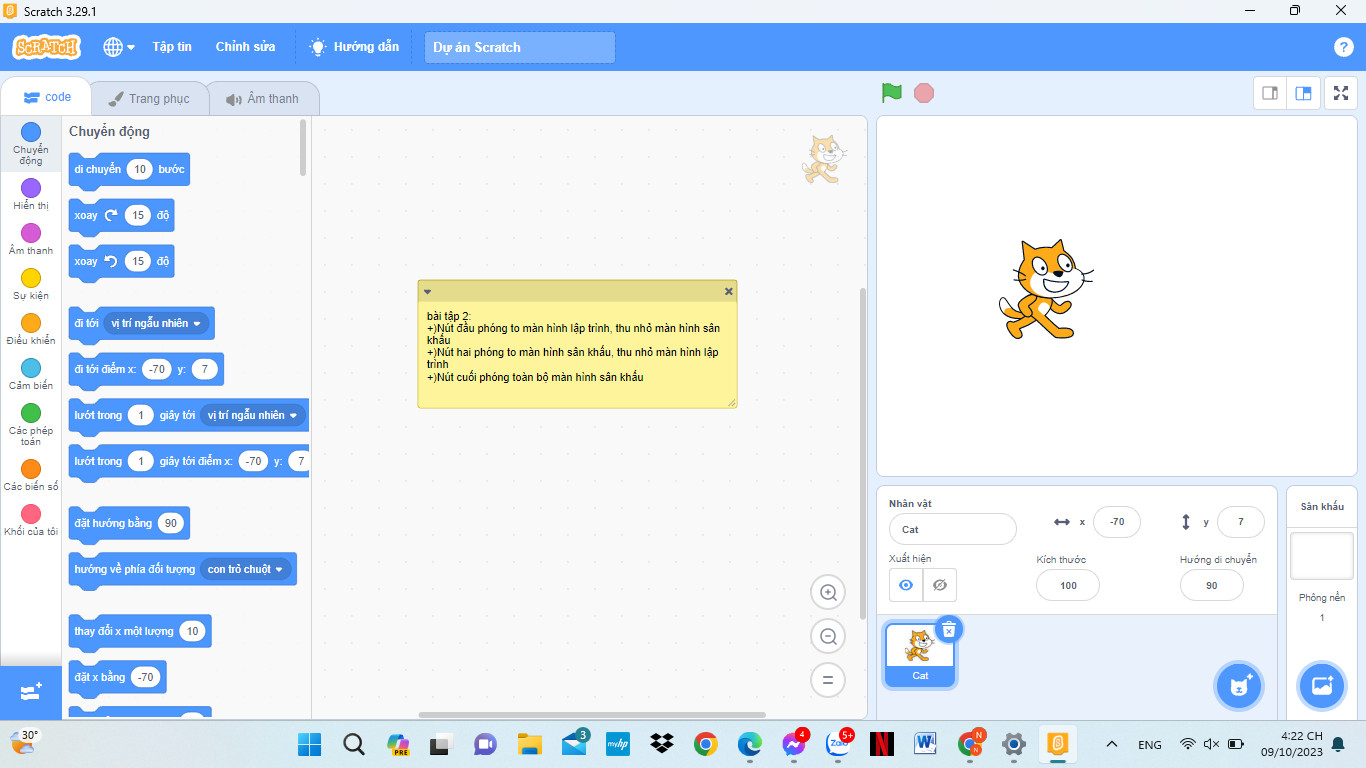 Scratch 3.29.1
SCRATCH
Tập tin
Chỉnh sửa
Hướng dẫn
Dự án Scratch
?
code
Trang phục
Âm thanh
Chuyển động
Hiển thị
Âm thanh
Sự kiện
Điều khiển
Cảm biến
Các phép toán
Các biến số
Khối của tôi
Chuyển động
di chuyển 10 bước
xoay 15 độ
xoay 15 độ
đi tới vị trí ngẫu nhiên
đi tới điểm x: -70 y: 7
lướt trong 1 giây tới vị trí ngẫu nhiên
lướt trong 1 giây tới điểm x: -70 y: 7
đặt hướng bằng 90
hướng về phía đối tượng con trỏ chuột
thay đổi x một lượng 10
đặt x bằng -70
bài tập 2:
+)Nút đầu phóng to màn hình lập trình, thu nhỏ màn hình sân
khấu
+)Nút hai phóng to màn hình sân khấu, thu nhỏ màn hình lập
trình
+)Nút cuối phóng toàn bộ màn hình sân khấu
Nhân vật
Cat
x -70
y 7
Xuất hiện
Kích thước
100
Hướng di chuyển
90
Cat
Sân khấu
Phông nền
1
30°
PRE
3
myhp
4
Zalo
5+
N
W
N
N
ENG
4:22 CH
09/10/2023